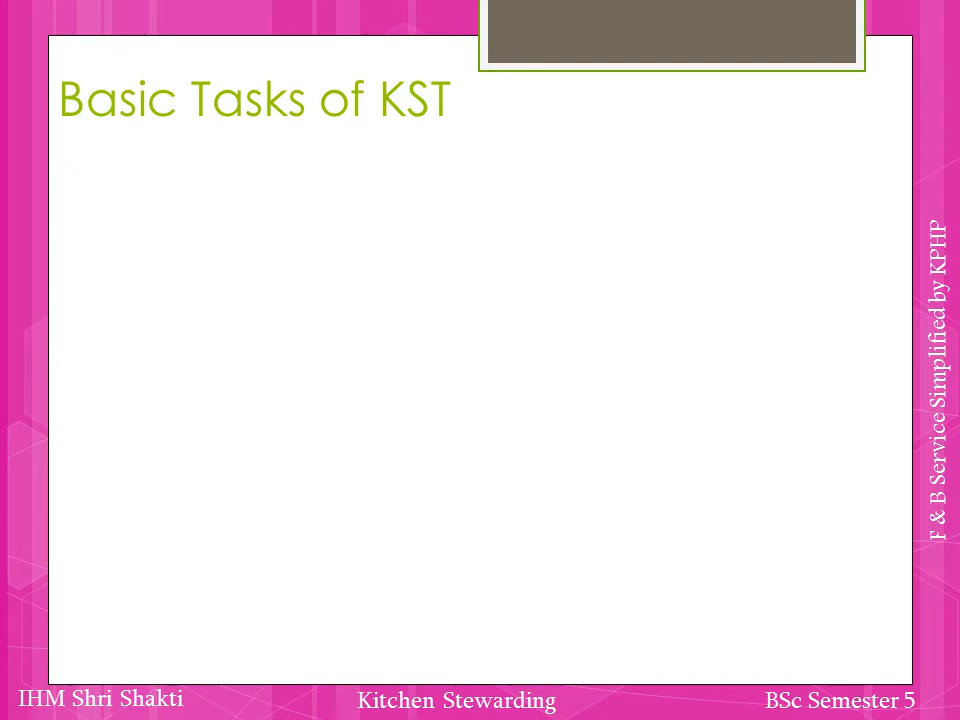 Basic Tasks of KST
F & B Service Simplified by KPHP
IHM Shri Shakti
Kitchen Stewarding
BSc Semester 5